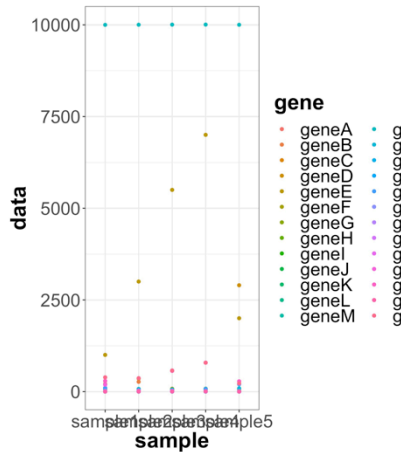 10000
7500
5000
2500
0
data
sample1sample2sample3sample4sample5
sample
gene
geneA
geneB
geneC
geneD
geneE
geneF
geneG
geneH
geneI
geneJ
geneK
geneL
geneM
g
g
g
g
g
g
g
g
g
g
g
g